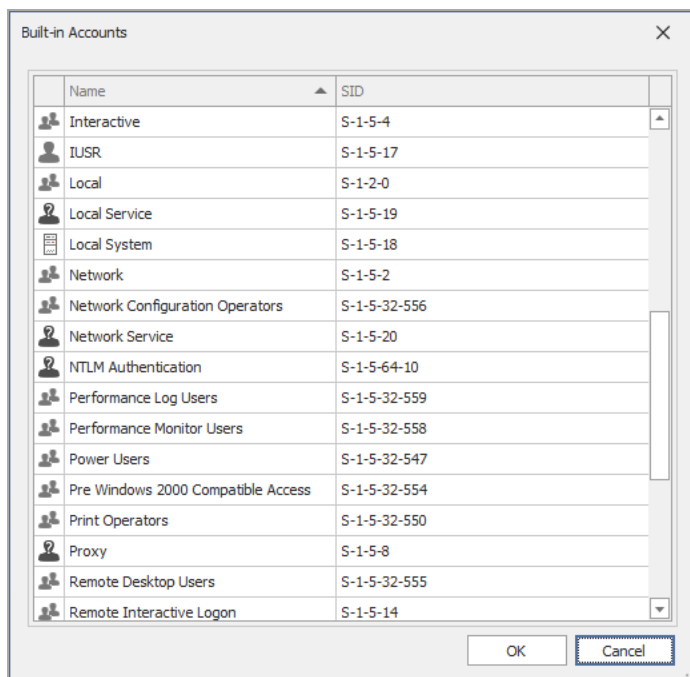 Built-in Accounts
Name SID
Interactive S-1-5-4
IUSR S-1-5-17
Local S-1-2-0
Local Service S-1-5-19
Local System S-1-5-18
Network S-1-5-2
Network Configuration Operators S-1-5-32-556
Network Service S-1-5-20
NTLM Authentication S-1-5-64-10
Performance Log Users S-1-5-32-559
Performance Monitor Users S-1-5-32-558
Power Users S-1-5-32-547
Pre Windows 2000 Compatible Access S-1-5-32-554
Print Operators S-1-5-32-550
Proxy S-1-5-8
Remote Desktop Users S-1-5-32-555
Remote Interactive Logon S-1-5-14
OK Cancel